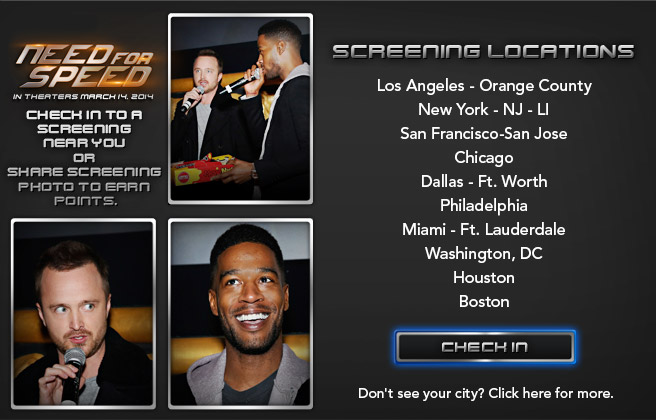 NEED FOR
SPEED
IN THEATERS MARCH 14, 2014
CHECK IN TO A
SCREENING
NEAR YOU
OR
SHARE SCREENING
PHOTO TO EARN
POINTS.
SCREENING LOCATIONS
Los Angeles - Orange County
New York - NJ - LI
San Francisco-San Jose
Chicago
Dallas - Ft. Worth
Philadelphia
Miami - Ft. Lauderdale
Washington, DC
Houston
Boston
CHECK IN
Don't see your city? Click here for more.